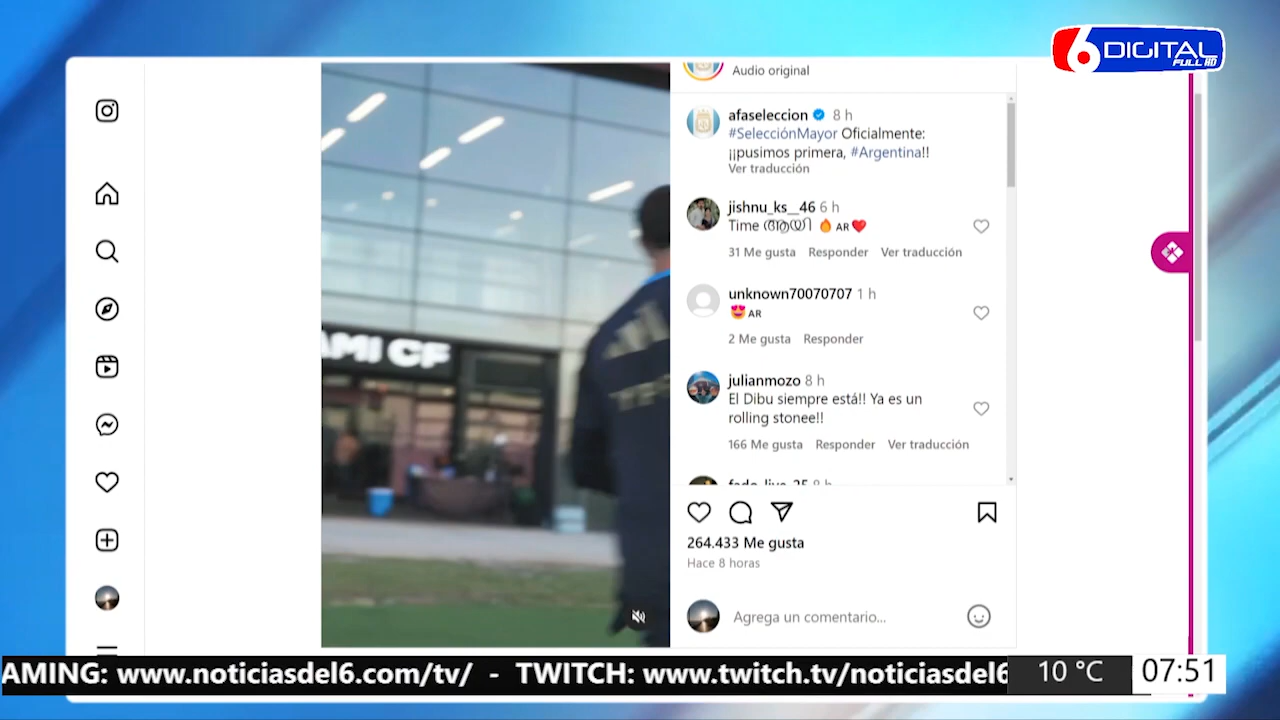 6 DIGITAL
FULL HD
Audio original
afaseleccion 8 h
#SelecciónMayor Oficialmente:
¡¡pusimos primera, #Argentina!!
Ver traducción
jishnu_ks__46 6 h
Time ആയി 🔥 AR❤️
31 Me gusta Responder Ver traducción
unknown70070707 1 h
😍 AR
2 Me gusta Responder
julianmozo 8 h
El Dibu siempre está!! Ya es un
rolling stonee!!
166 Me gusta Responder Ver traducción
AMI CF
264.433 Me gusta
Hace 8 horas
Agrega un comentario...
AMING: www.noticiasdel6.com/tv/ - TWITCH: www.twitch.tv/noticiasdel6
10 °C
07:51